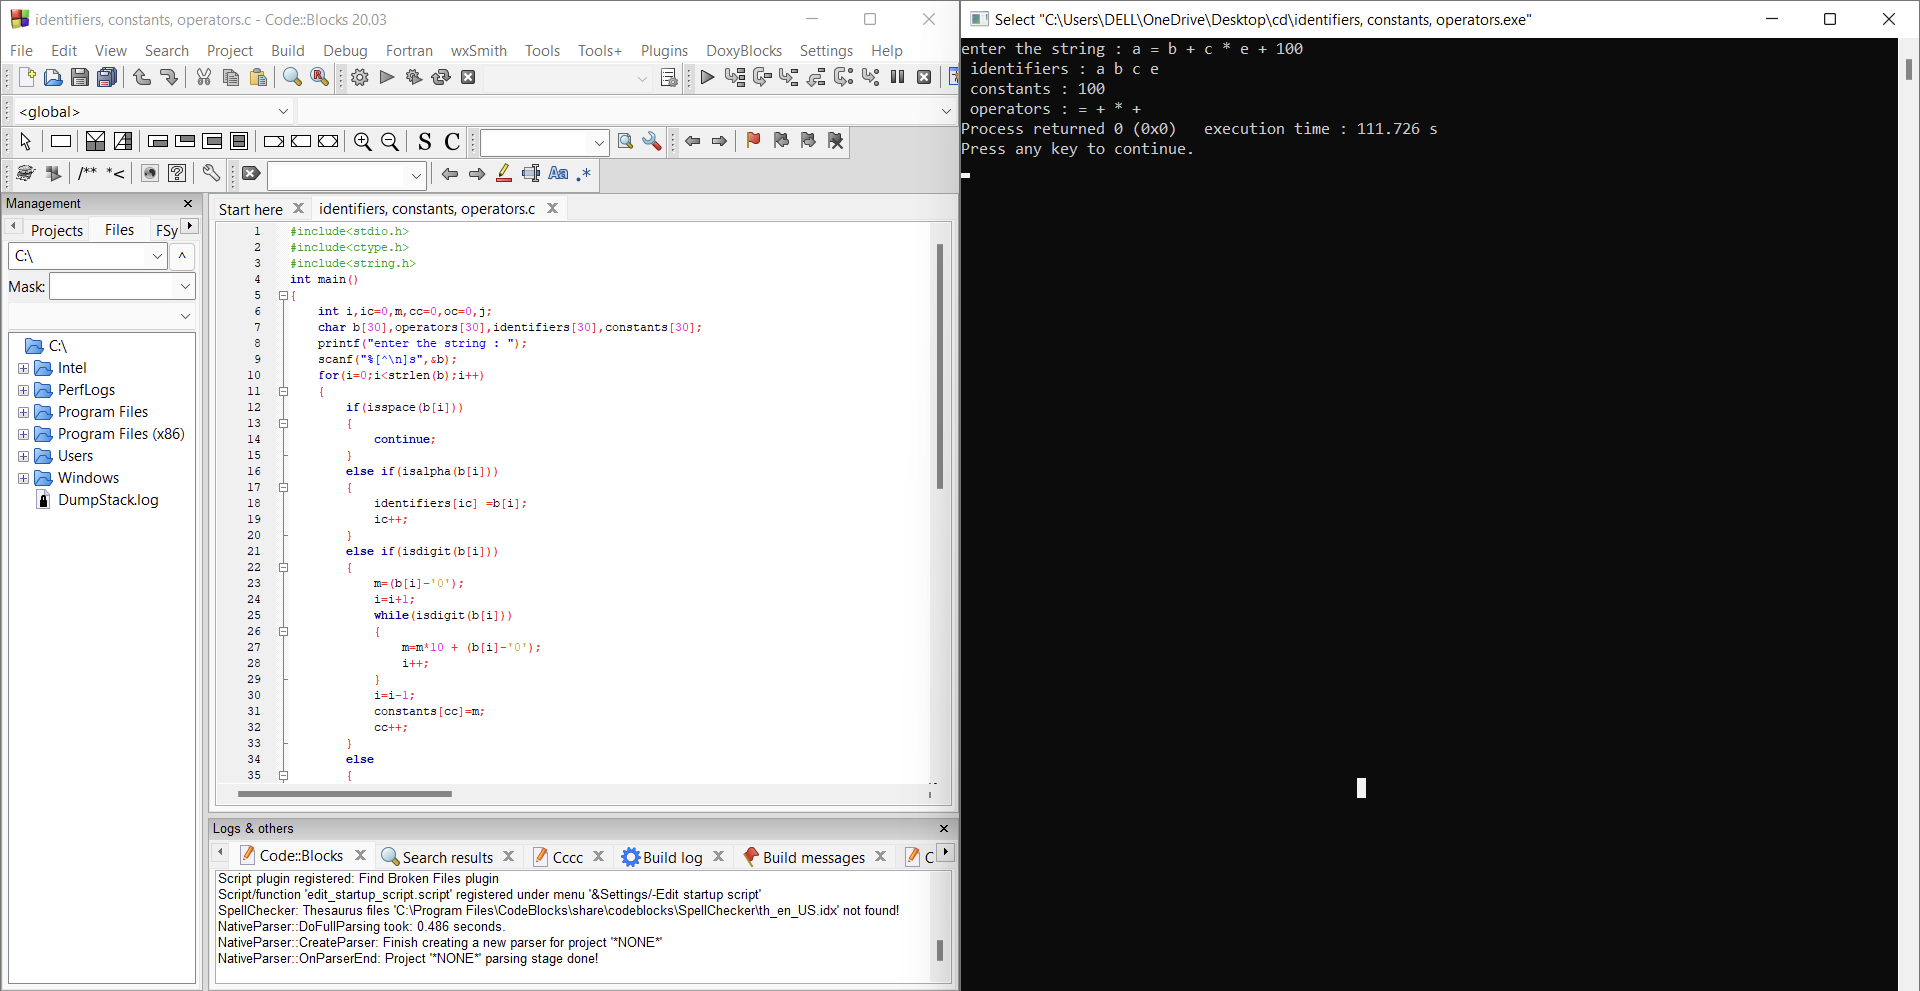 identifiers, constants, operators.c - Code::Blocks 20.03
File Edit View Search Project Build Debug Fortran wxSmith Tools Tools+ Plugins DoxyBlocks Settings Help
<global>
S C
/** *<
Aa .*
Management
Projects Files FSy
C:\
^
Mask:
C:\
Intel
PerfLogs
Program Files
Program Files (x86)
Users
Windows
DumpStack.log
Start here identifiers, constants, operators.c
1 #include<stdio.h>
2 #include<ctype.h>
3 #include<string.h>
4 int main()
5 {
6 int i,ic=0,m,cc=0,oc=0,j;
7 char b[30],operators[30],identifiers[30],constants[30];
8 printf("enter the string : ");
9 scanf("%[^\n]s",&b);
10 for(i=0;i<strlen(b);i++)
11 {
12 if(isspace(b[i]))
13 {
14 continue;
15 }
16 else if(isalpha(b[i]))
17 {
18 identifiers[ic] =b[i];
19 ic++;
20 }
21 else if(isdigit(b[i]))
22 {
23 m=(b[i]-'0');
24 i=i+1;
25 while(isdigit(b[i]))
26 {
27 m=m*10 + (b[i]-'0');
28 i++;
29 }
30 i=i-1;
31 constants[cc]=m;
32 cc++;
33 }
34 else
35 {
Logs & others
Code::Blocks Search results Cccc Build log Build messages C
Script plugin registered: Find Broken Files plugin
Script/function 'edit_startup_script.script' registered under menu '&Settings/-Edit startup script'
SpellChecker: Thesaurus files 'C:\Program Files\CodeBlocks\share\codeblocks\SpellChecker\th_en_US.idx' not found!
NativeParser::DoFullParsing took: 0.486 seconds.
NativeParser::CreateParser: Finish creating a new parser for project '*NONE*'
NativeParser::OnParserEnd: Project '*NONE*' parsing stage done!
Select "C:\Users\DELL\OneDrive\Desktop\cd\identifiers, constants, operators.exe"
enter the string : a = b + c * e + 100
identifiers : a b c e
constants : 100
operators : = + * +
Process returned 0 (0x0) execution time : 111.726 s
Press any key to continue.